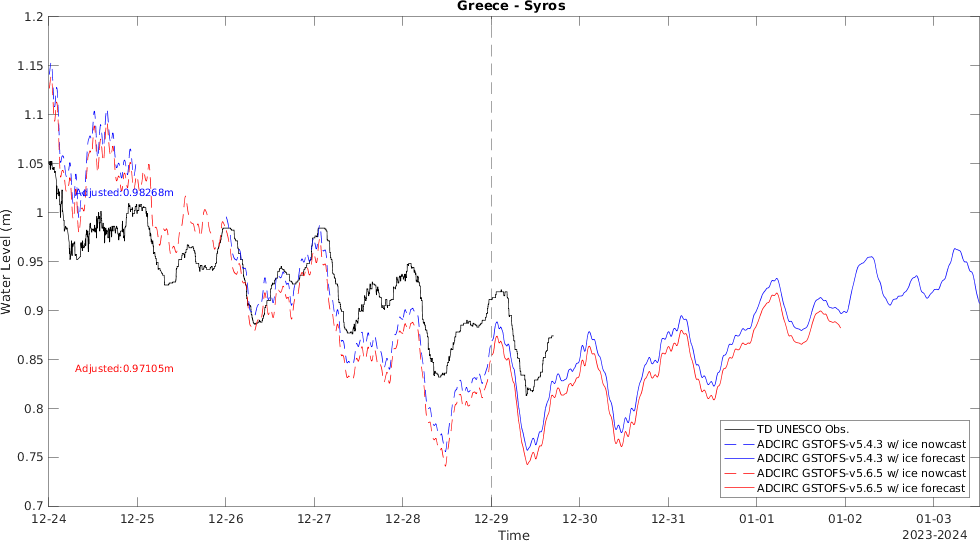 Greece - Syros
1.2
1.15
1.1
1.05
1
0.95
0.9
0.85
0.8
0.75
0.7
Water Level (m)
Adjusted:0.98268m
Adjusted:0.97105m
TD UNESCO Obs.
ADCIRC GSTOFS-v5.4.3 w/ ice nowcast
ADCIRC GSTOFS-v5.4.3 w/ ice forecast
ADCIRC GSTOFS-v5.6.5 w/ ice nowcast
ADCIRC GSTOFS-v5.6.5 w/ ice forecast
12-24 12-25 12-26 12-27 12-28 12-29 12-30 12-31 01-01 01-02 01-03
Time
2023-2024